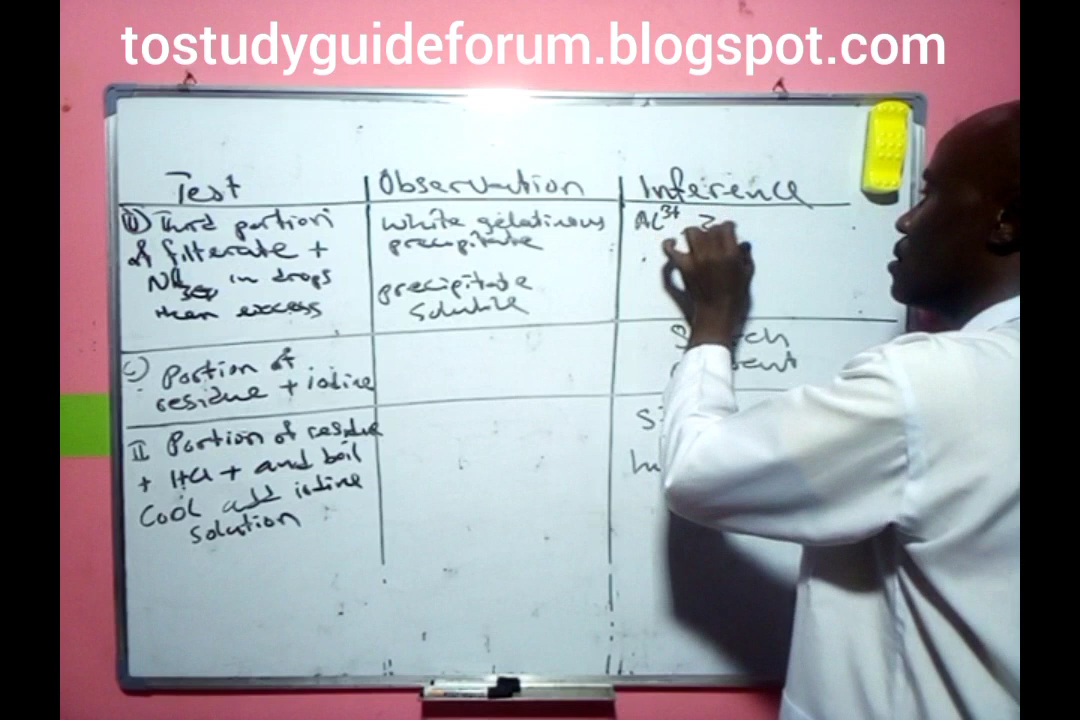 tostudyguideforum.blogspot.com
Test
Observation
Inference
Third portion
of filterate +
in drops
then excess
White gelatinous
precipitate
precipitate
Soluble
Al³⁺ Z
C) Portion of
residue + iodine
II Portion of residue
+ HCl + and boil
Cool add iodine
solution